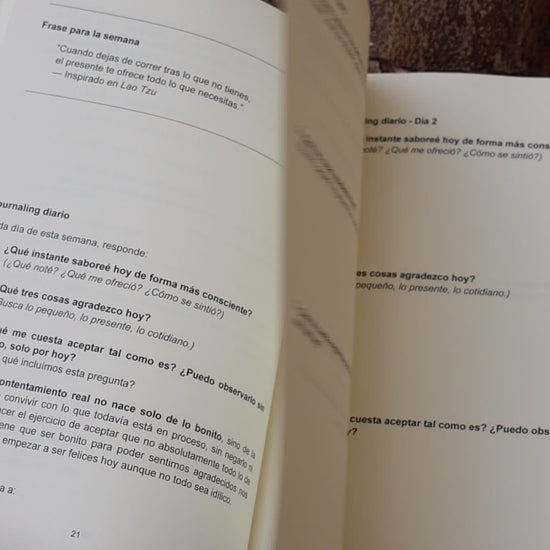 Frase para la semana
"Cuando dejas de correr tras lo que no tienes,
el presente te ofrece todo lo que necesitas."
— Inspirado en Lao Tzu
ournaling diario
da día de esta semana, responde:
¿Qué instante saboreé hoy de forma más consciente?
(¿Qué noté? ¿Qué me ofreció? ¿Cómo se sintió?)
Qué tres cosas agradezco hoy?
Busca lo pequeño, lo presente, lo cotidiano.)
ué me cuesta aceptar tal como es? ¿Puedo observarlo sin
o, solo por hoy?
qué incluimos esta pregunta?
ontentamiento real no nace solo de lo bonito, sino de la
convivir con lo que todavía está en proceso, sin negarlo ni
cer el ejercicio de aceptar que no absolutamente todo lo de
iene que ser bonito para poder sentirnos agradecidos nos
empezar a ser felices hoy aunque no todo sea idílico.
a a:
21
ing diario - Día 2
instante saboreé hoy de forma más cons
noté? ¿Qué me ofreció? ¿Cómo se sintió?)
es cosas agradezco hoy?
pequeño, lo presente, lo cotidiano.)
cuesta aceptar tal como es? ¿Puedo obs
y?